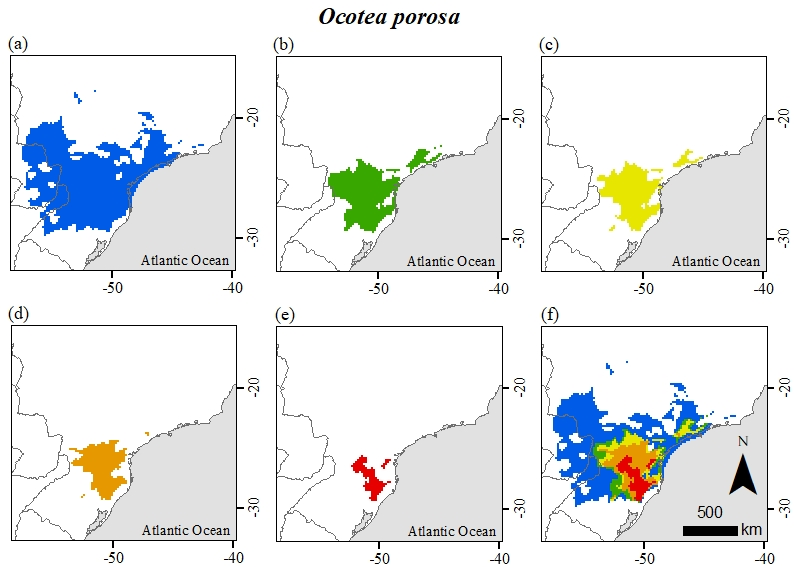 Ocotea porosa
(a)
(b)
(c)
-20
-20
-20
-30
-30
-30
Atlantic Ocean
Atlantic Ocean
Atlantic Ocean
-50
-40
-50
-40
-50
-40
(d)
(e)
(f)
-20
-20
-20
N
-30
-30
-30
500
km
Atlantic Ocean
Atlantic Ocean
-50
-40
-50
-40
-50
-40